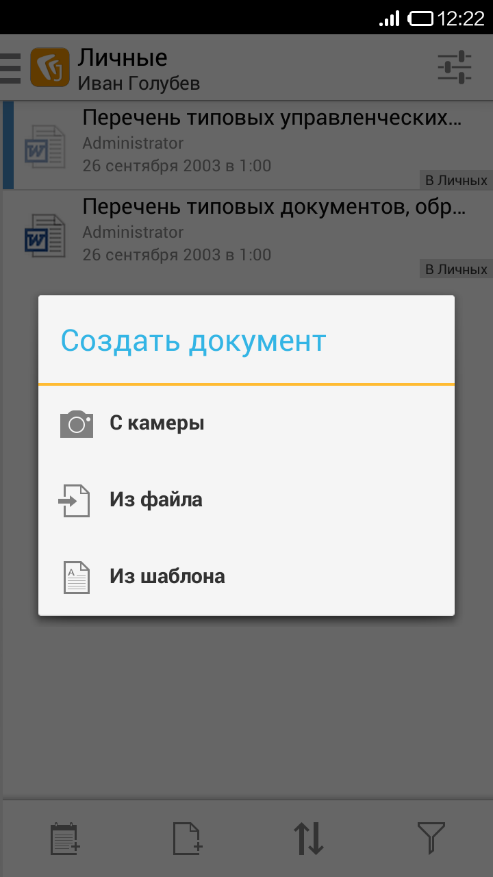 12:22
Личные
Иван Голубев
Перечень типовых управленческих...
Administrator
26 сентября 2003 в 1:00
В Личных
Перечень типовых документов, обр...
Administrator
26 сентября 2003 в 1:00
В Личных
Создать документ
С камеры
Из файла
Из шаблона